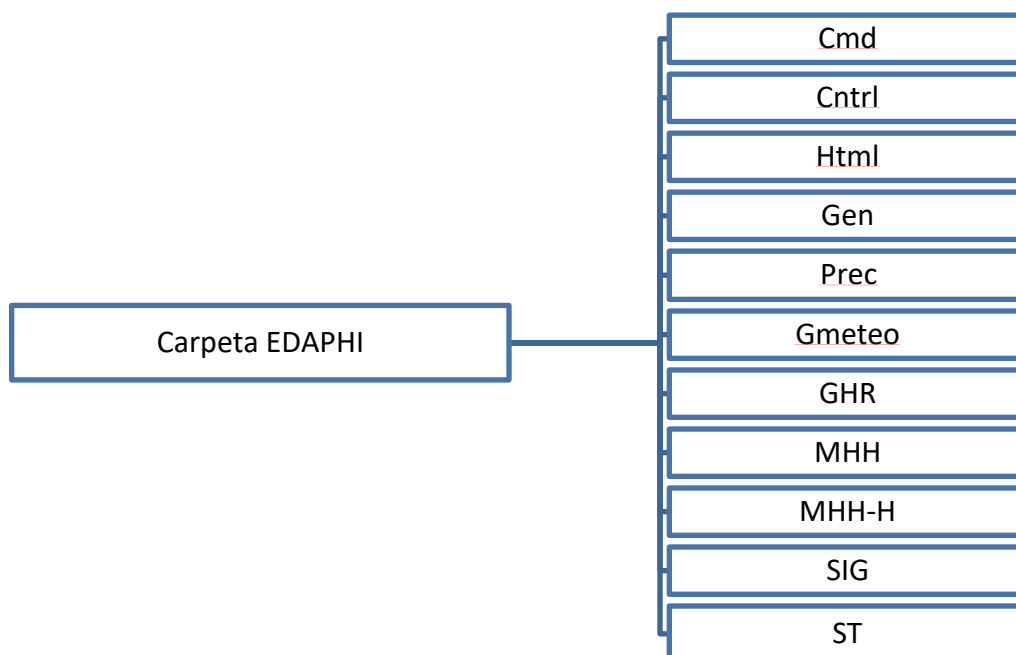 Cmd
Cntrl
Html
Gen
Prec
Carpeta EDAPHI
Gmeteo
GHR
MHH
MHH-H
SIG
ST